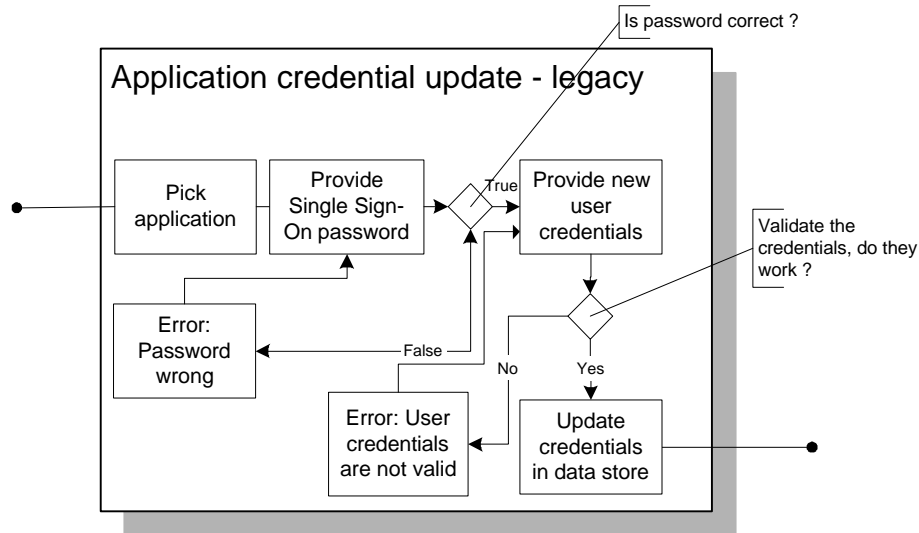 Is password correct ?
Application credential update - legacy
Pick
application
Provide
Single Sign-
On password
True
Provide new
user
credentials
Validate the
credentials, do they
work ?
Error:
Password
wrong
False
No
Yes
Error: User
credentials
are not valid
Update
credentials
in data store